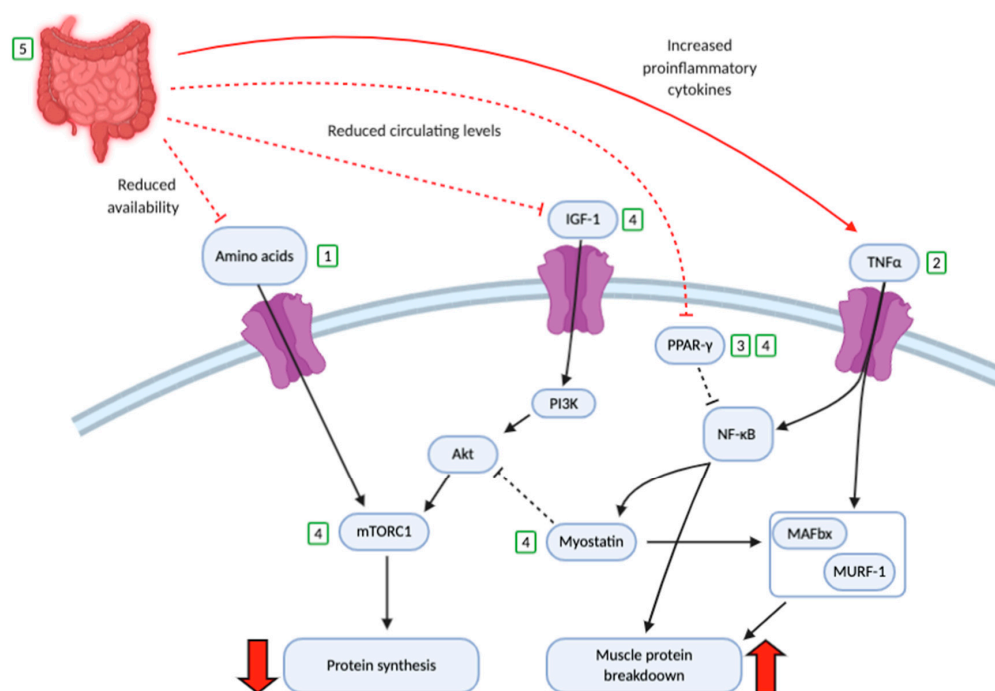 5
Increased
proinflammatory
cytokines
Reduced circulating levels
Reduced
availability
IGF-1
4
Amino acids
1
TNFα
2
PPAR-γ
3
4
PI3K
NF-κB
Akt
4
mTORC1
4
Myostatin
MAFbx
MURF-1
Protein synthesis
Muscle protein
breakdown